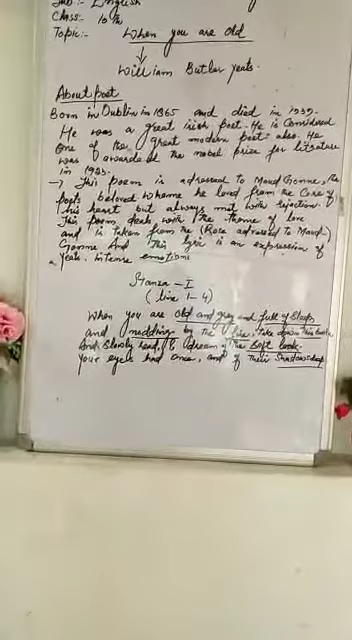 Sub:- English
Class:- 10th
Topic:- When you are old
William Butler Yeats.
About poet
Born in Dublin in 1865 and died in 1939.
He was a great irish poet. He is Considered
One of the great modern poet also. He
was awarded the nobel prize for litrature
in 1923.
→ This poem is adressed to Maud Gonne, the
poet's beloved whome he loved from the Core of
his heart but always met with rejection.
This poem deals with the theme of love
and is taken from the (Rose adressed to Maud)
Gonne And This lyric is an expression of
Yeats. intense emotions
Stanza - I
(line 1-4)
When you are old and grey and full of sleep
and nodding by the fire, take down this book
And slowly read, & dream of the soft look
Your eyes had once, and of their shadows deep